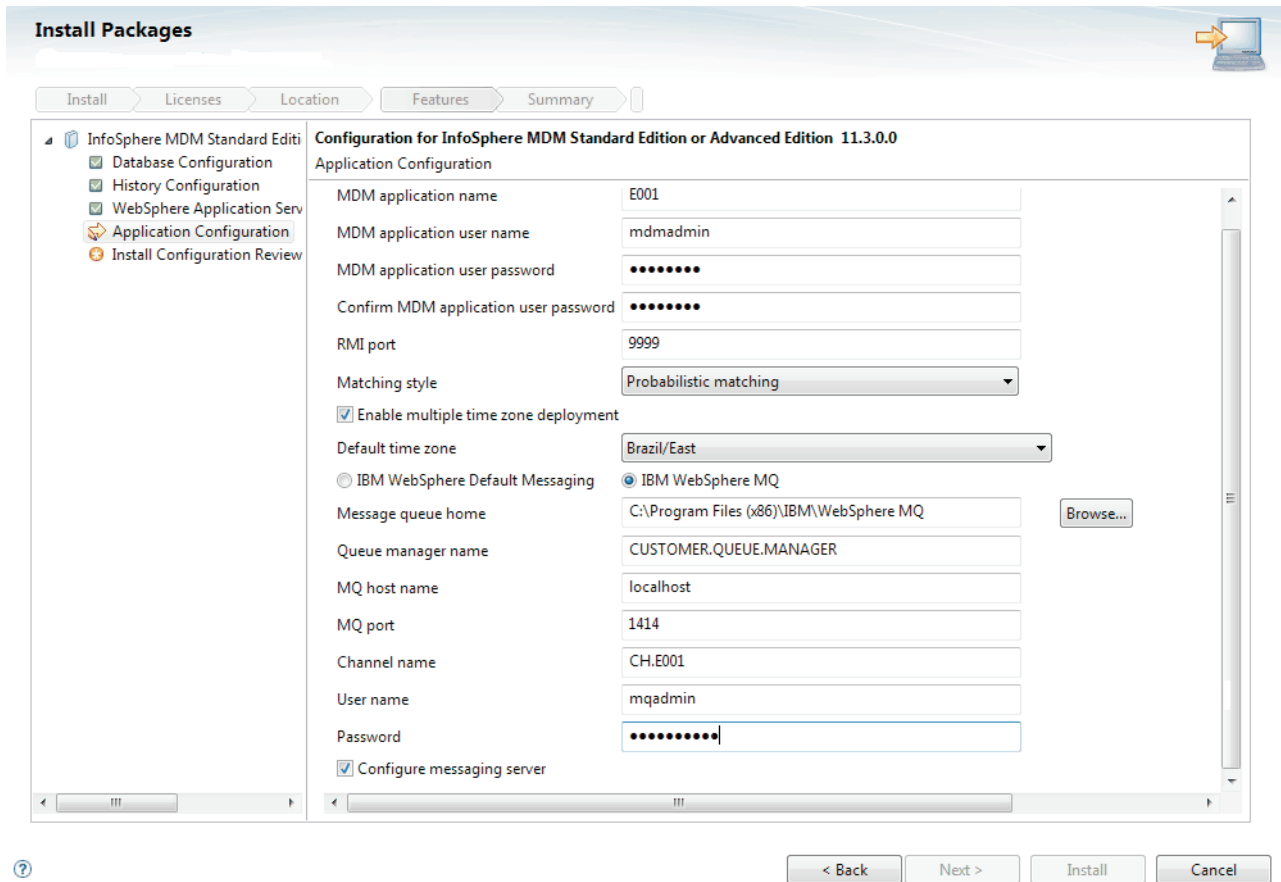 Install Packages
Install Licenses Location Features Summary
InfoSphere MDM Standard Editi
Database Configuration
History Configuration
WebSphere Application Serv
Application Configuration
Install Configuration Review
Configuration for InfoSphere MDM Standard Edition or Advanced Edition 11.3.0.0
Application Configuration
MDM application name E001
MDM application user name mdmadmin
MDM application user password ••••••••
Confirm MDM application user password ••••••••
RMI port 9999
Matching style Probabilistic matching
Enable multiple time zone deployment
Default time zone Brazil/East
IBM WebSphere Default Messaging IBM WebSphere MQ
Message queue home C:\Program Files (x86)\IBM\WebSphere MQ Browse...
Queue manager name CUSTOMER.QUEUE.MANAGER
MQ host name localhost
MQ port 1414
Channel name CH.E001
User name mqadmin
Password ••••••••••
Configure messaging server
? < Back Next > Install Cancel